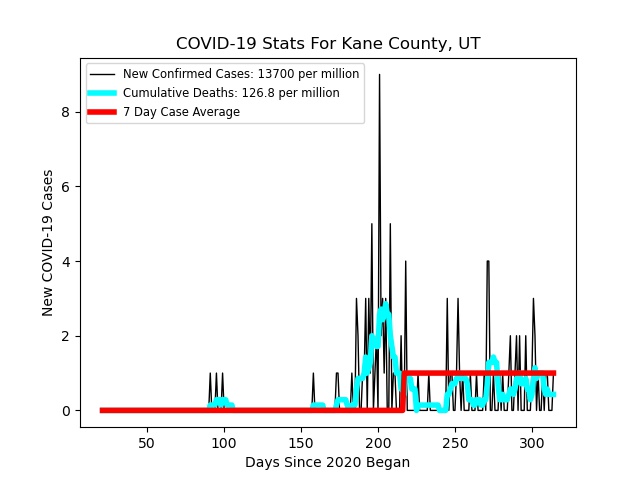 COVID-19 Stats For Kane County, UT
New Confirmed Cases: 13700 per million
Cumulative Deaths: 126.8 per million
7 Day Case Average
New COVID-19 Cases
8
6
4
2
0
50 100 150 200 250 300
Days Since 2020 Began